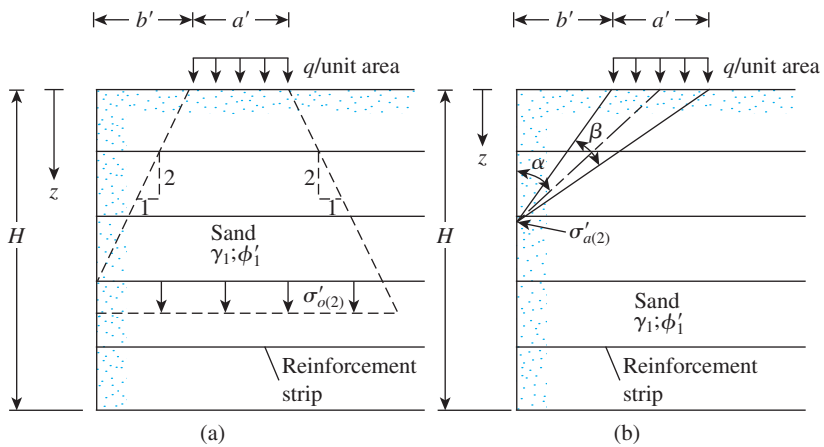 b′ a′
q/unit area
z
2 2
1 1
H
Sand
γ₁;ϕ′₁
σ′ₒ₍₂₎
Reinforcement
strip
(a)
b′ a′
q/unit area
z
β
α
σ′ₐ₍₂₎
H
Sand
γ₁;ϕ′₁
Reinforcement
strip
(b)